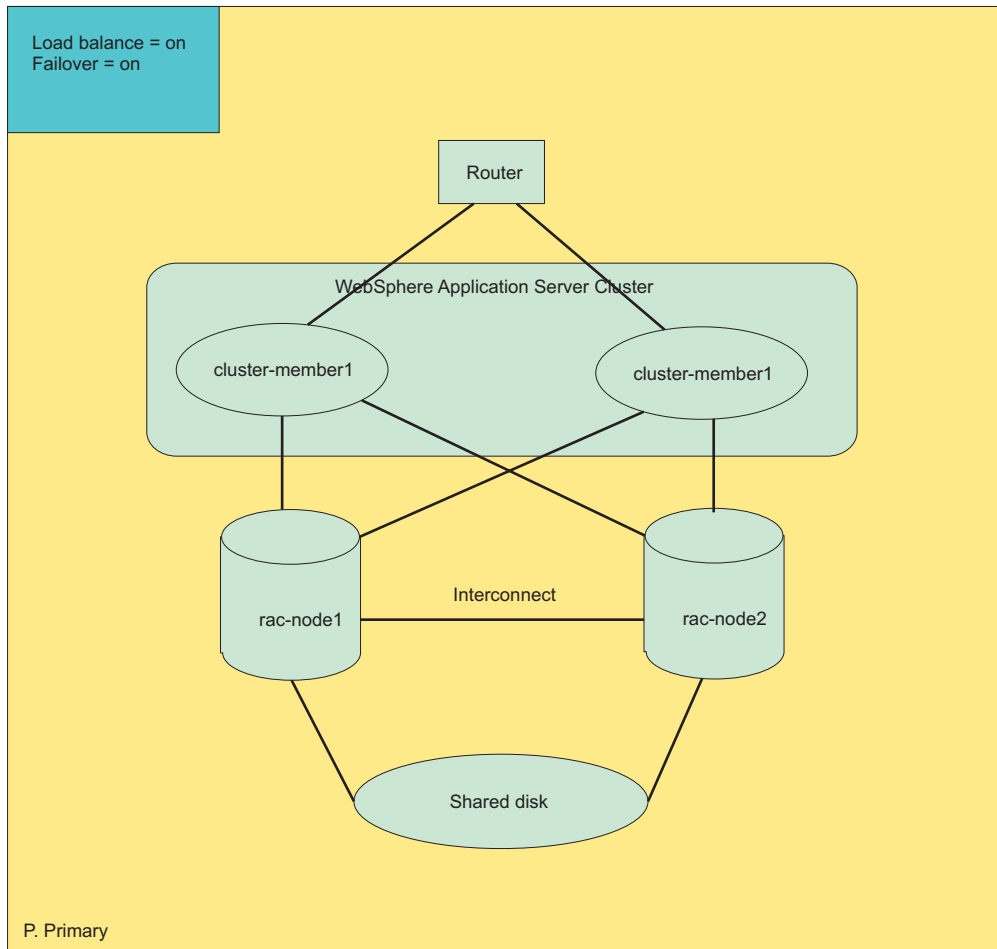 Load balance = on
Failover = on
Router
WebSphere Application Server Cluster
cluster-member1
cluster-member1
rac-node1
Interconnect
rac-node2
Shared disk
P. Primary